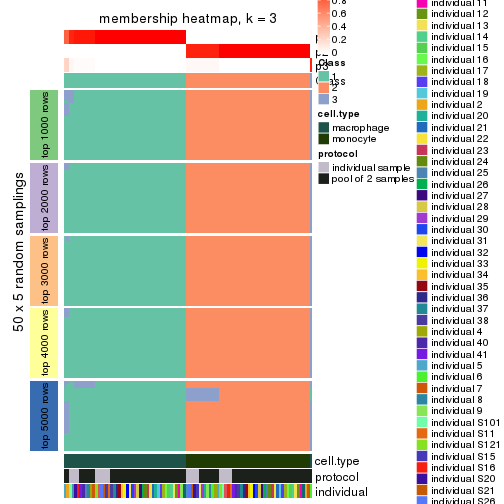 membership heatmap, k = 3
50 x 5 random samplings
top 1000 rows
top 2000 rows
top 3000 rows
top 4000 rows
top 5000 rows
cell.type
protocol
individual
0.8
0.6
0.4
0.2
0
Class
1
2
3
cell.type
macrophage
monocyte
protocol
individual sample
pool of 2 samples
individual 11
individual 12
individual 13
individual 14
individual 15
individual 16
individual 17
individual 18
individual 19
individual 2
individual 20
individual 21
individual 22
individual 23
individual 24
individual 25
individual 26
individual 27
individual 28
individual 29
individual 30
individual 31
individual 32
individual 33
individual 34
individual 35
individual 36
individual 37
individual 38
individual 4
individual 40
individual 41
individual 5
individual 6
individual 7
individual 8
individual 9
individual S101
individual S11
individual S121
individual S15
individual S16
individual S20
individual S21
individual S26